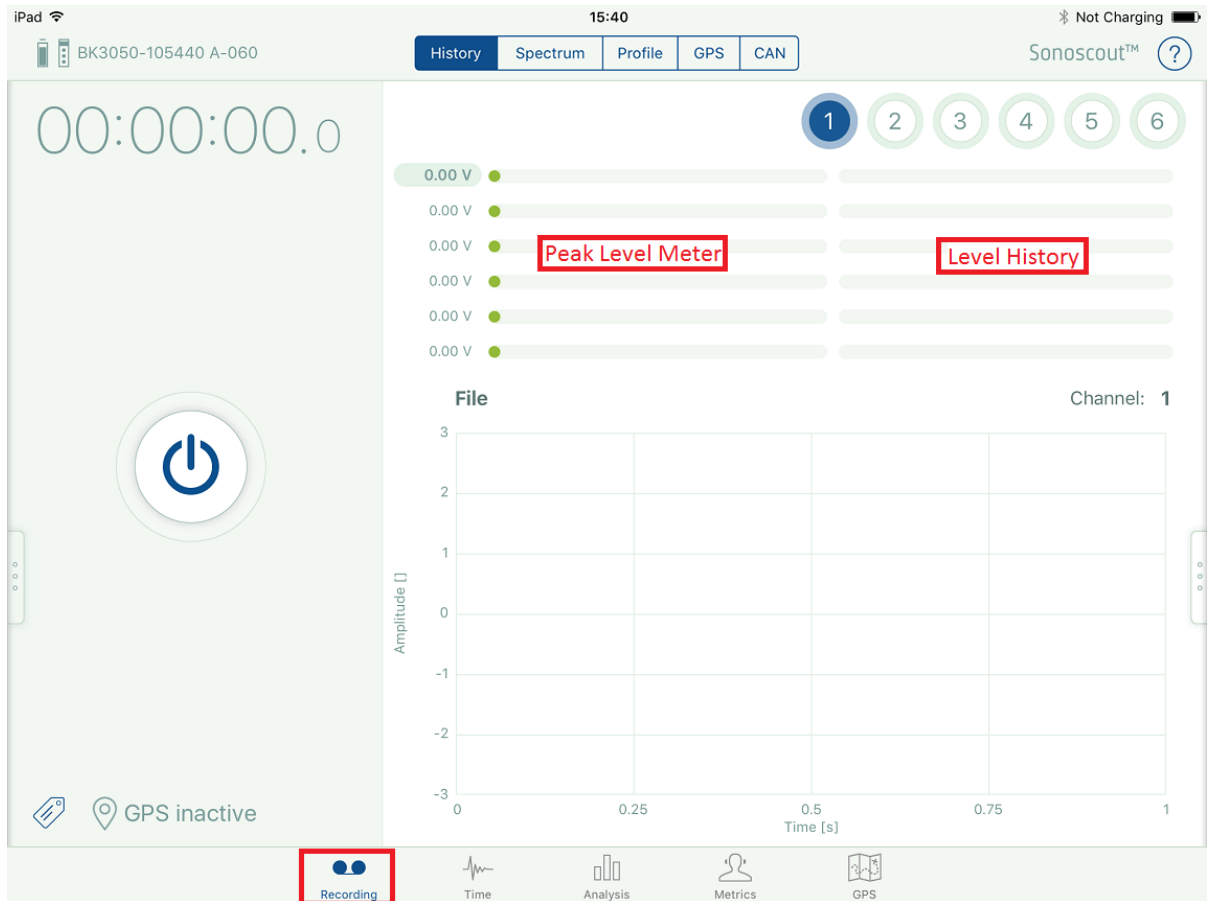 iPad 15:40 Not Charging
BK3050-105440 A-060 History Spectrum Profile GPS CAN Sonoscout™ ?
00:00:00.0
1 2 3 4 5 6
0.00 V
0.00 V
0.00 V
Peak Level Meter Level History
0.00 V
0.00 V
0.00 V
File Channel: 1
3
2
1
0
-1
-2
-3
Amplitude []
0 0.25 0.5 0.75 1
Time [s]
GPS inactive
Recording Time Analysis Metrics GPS